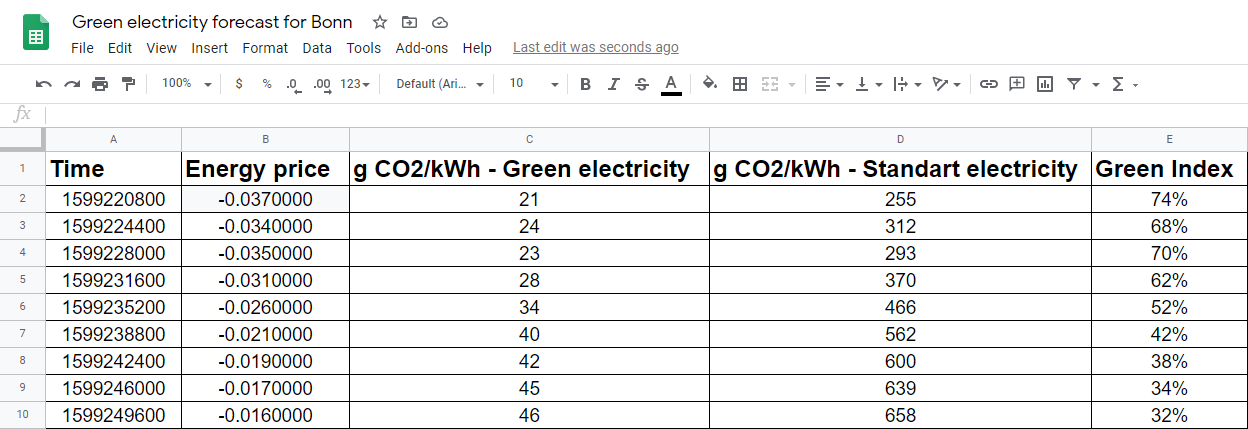 Green electricity forecast for Bonn
File Edit View Insert Format Data Tools Add-ons Help Last edit was seconds ago
100% $ % .0 .00 123 Default (Ari... 10 B I S A
fx
A B C D E
1 Time Energy price g CO2/kWh - Green electricity g CO2/kWh - Standart electricity Green Index
2 1599220800 -0.0370000 21 255 74%
3 1599224400 -0.0340000 24 312 68%
4 1599228000 -0.0350000 23 293 70%
5 1599231600 -0.0310000 28 370 62%
6 1599235200 -0.0260000 34 466 52%
7 1599238800 -0.0210000 40 562 42%
8 1599242400 -0.0190000 42 600 38%
9 1599246000 -0.0170000 45 639 34%
10 1599249600 -0.0160000 46 658 32%